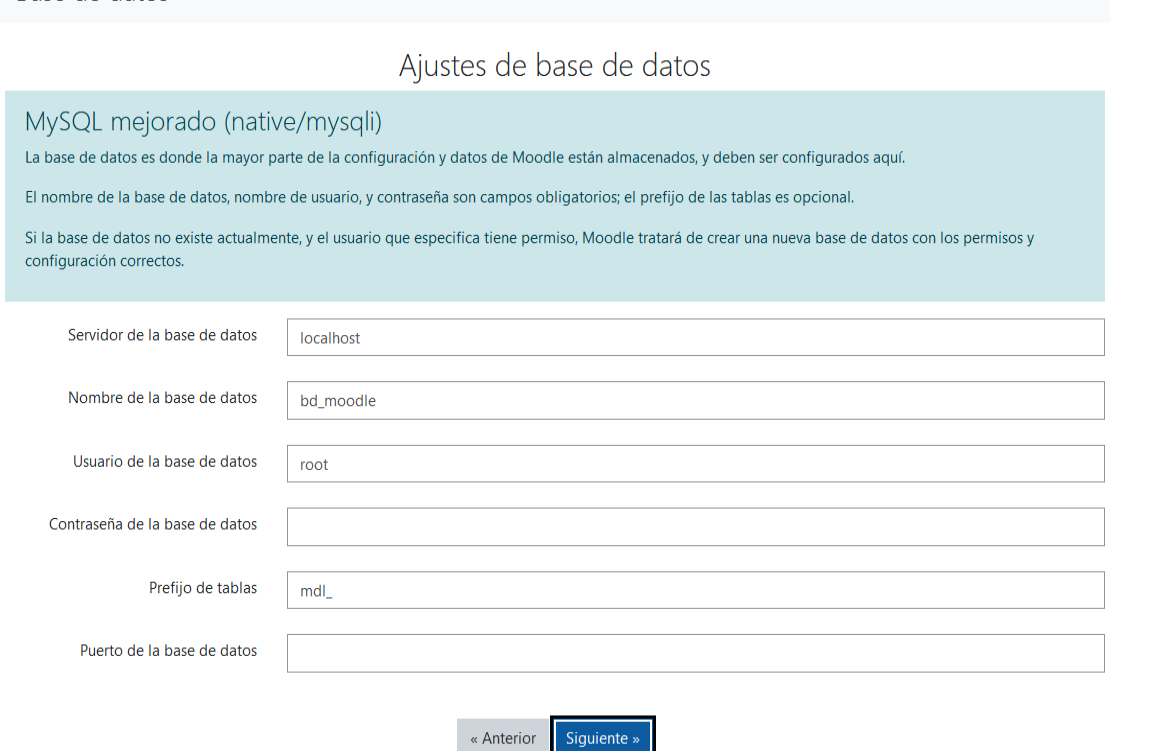 Ajustes de base de datos
MySQL mejorado (native/mysqli)
La base de datos es donde la mayor parte de la configuración y datos de Moodle están almacenados, y deben ser configurados aquí.
El nombre de la base de datos, nombre de usuario, y contraseña son campos obligatorios; el prefijo de las tablas es opcional.
Si la base de datos no existe actualmente, y el usuario que especifica tiene permiso, Moodle tratará de crear una nueva base de datos con los permisos y
configuración correctos.
Servidor de la base de datos localhost
Nombre de la base de datos bd_moodle
Usuario de la base de datos root
Contraseña de la base de datos
Prefijo de tablas mdl_
Puerto de la base de datos
« Anterior Siguiente »